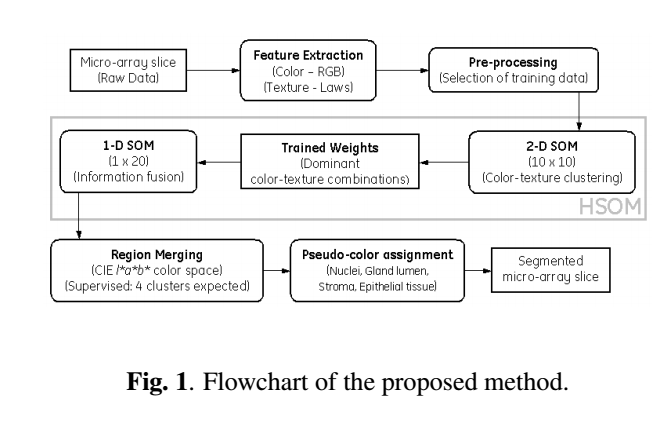 Micro-array slice
(Raw Data)
Feature Extraction
(Color – RGB)
(Texture - Laws)
Pre-processing
(Selection of training data)
1-D SOM
(1 x 20)
(Information fusion)
Trained Weights
(Dominant
color-texture combinations)
2-D SOM
(10 x 10)
(Color-texture clustering)
HSOM
Region Merging
(CIE l*a*b* color space)
(Supervised: 4 clusters expected)
Pseudo-color assignment
(Nuclei, Gland lumen,
Stroma, Epithelial tissue)
Segmented
micro-array slice
Fig. 1. Flowchart of the proposed method.